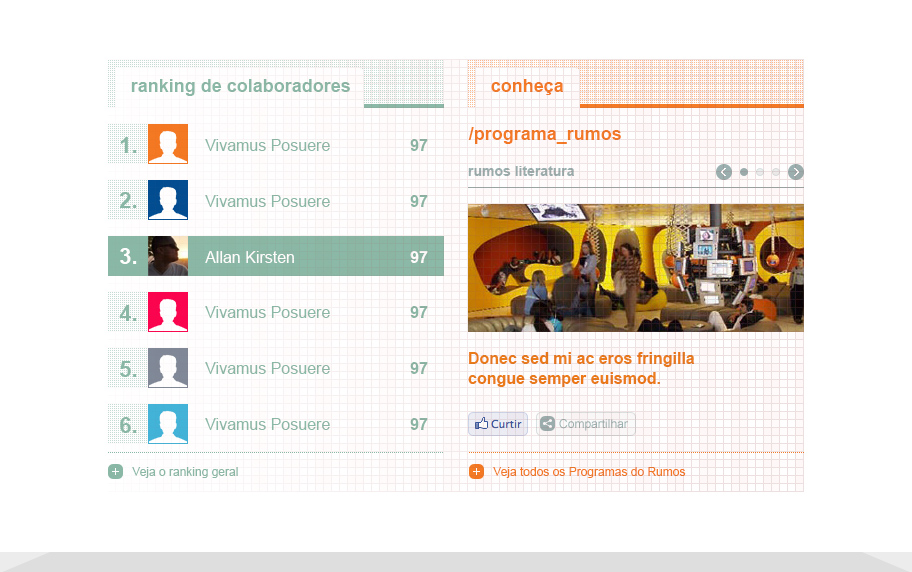 ranking de colaboradores
1. Vivamus Posuere 97
2. Vivamus Posuere 97
3. Allan Kirsten 97
4. Vivamus Posuere 97
5. Vivamus Posuere 97
6. Vivamus Posuere 97
Veja o ranking geral
conheça
/programa_rumos
rumos literatura
Donec sed mi ac eros fringilla
congue semper euismod.
Curtir
Compartilhar
Veja todos os Programas do Rumos